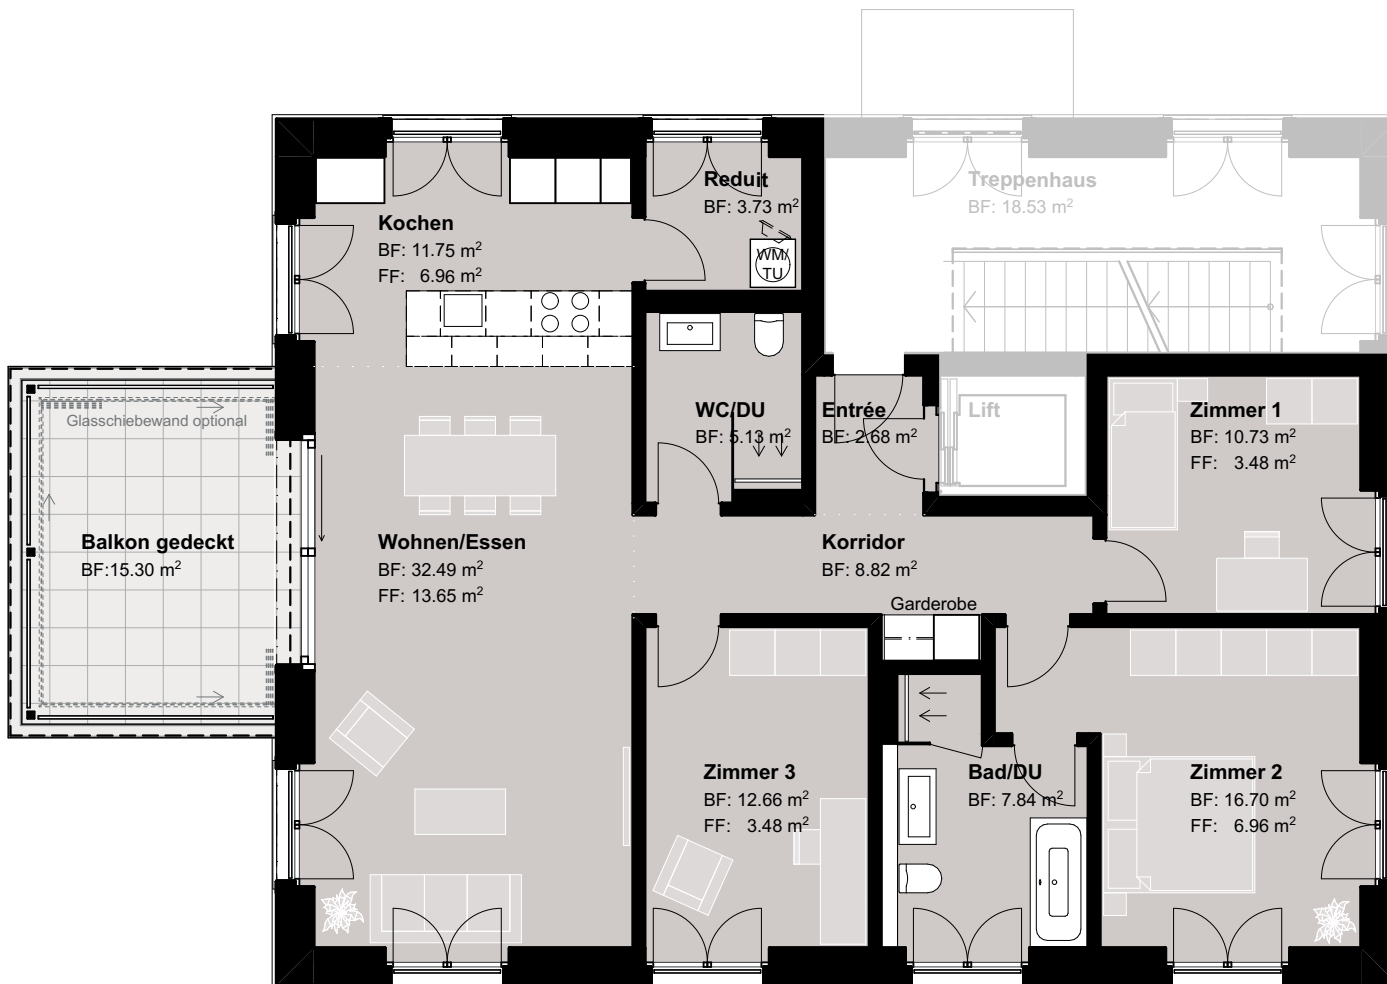 Reduit
BF: 3.73 m²
WM/
TU
Treppenhaus
BF: 18.53 m²
Kochen
BF: 11.75 m²
FF: 6.96 m²
Glasschiebewand optional
WC/DU
BF: 5.13 m²
Entrée
BF: 2.68 m²
Lift
Zimmer 1
BF: 10.73 m²
FF: 3.48 m²
Balkon gedeckt
BF:15.30 m²
Wohnen/Essen
BF: 32.49 m²
FF: 13.65 m²
Korridor
BF: 8.82 m²
Garderobe
Zimmer 3
BF: 12.66 m²
FF: 3.48 m²
Bad/DU
BF: 7.84 m²
Zimmer 2
BF: 16.70 m²
FF: 6.96 m²